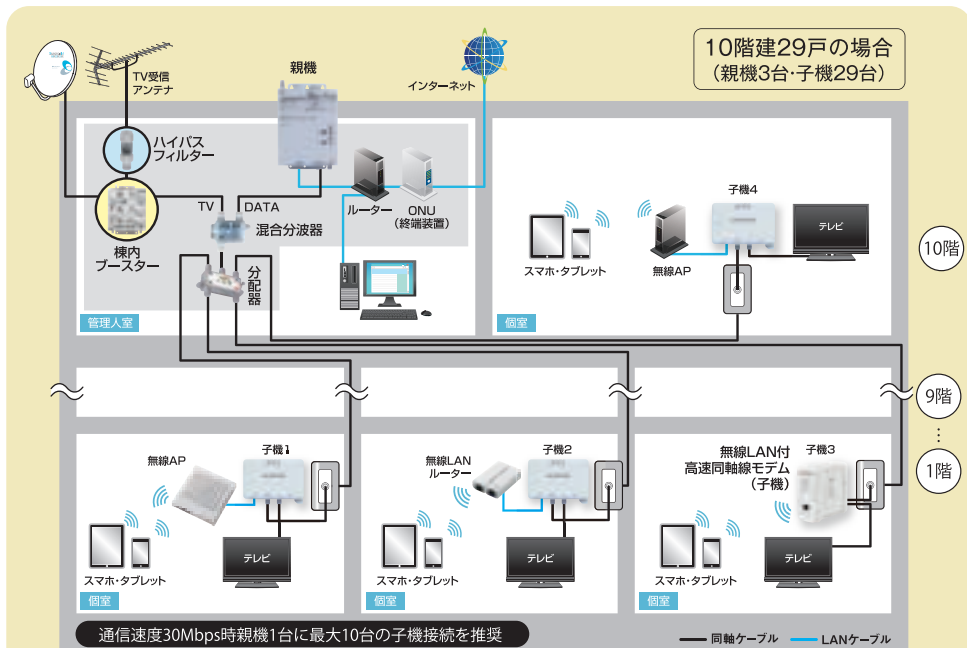 10階建29戸の場合
（親機3台・子機29台）
TV受信
アンテナ
親機
インターネット
ハイパス
フィルター
TV
DATA
ルーター
ONU
（終端装置）
混合分波器
棟内
ブースター
分配器
管理人室
スマホ・タブレット
無線AP
子機4
テレビ
個室
10階
9階
1階
無線AP
子機1
テレビ
スマホ・タブレット
個室
無線LAN
ルーター
子機2
テレビ
スマホ・タブレット
個室
無線LAN付
高速同軸線モデム
（子機）
子機3
テレビ
スマホ・タブレット
個室
通信速度30Mbps時親機1台に最大10台の子機接続を推奨
同軸ケーブル
LANケーブル